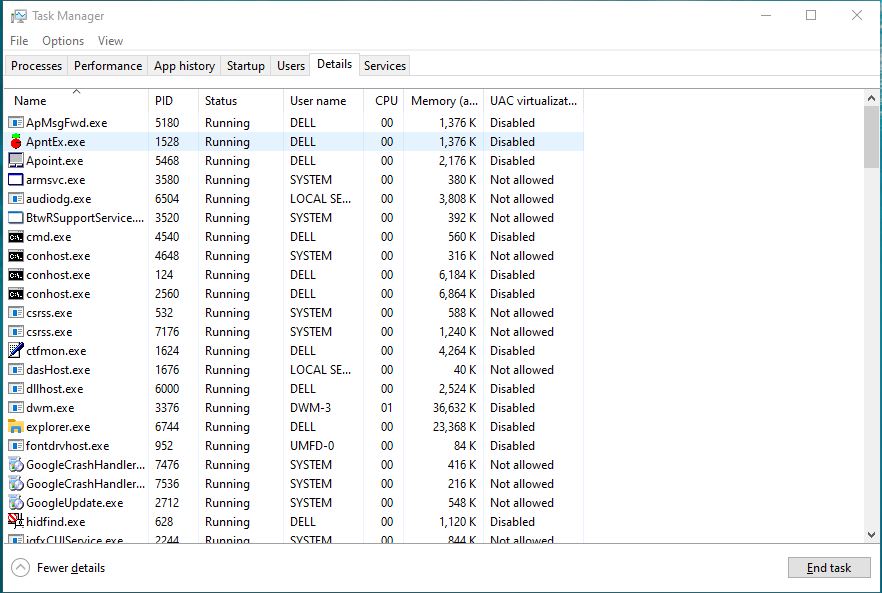 Task Manager
File Options View
Processes Performance App history Startup Users Details Services
Name PID Status User name CPU Memory (a... UAC virtualizat...
ApMsgFwd.exe 5180 Running DELL 00 1,376 K Disabled
ApntEx.exe 1528 Running DELL 00 1,376 K Disabled
Apoint.exe 5468 Running DELL 00 2,176 K Disabled
armsvc.exe 3580 Running SYSTEM 00 380 K Not allowed
audiodg.exe 6504 Running LOCAL SE... 00 3,808 K Not allowed
BtwRSupportService.... 3520 Running SYSTEM 00 392 K Not allowed
cmd.exe 4540 Running DELL 00 560 K Disabled
conhost.exe 4648 Running SYSTEM 00 316 K Not allowed
conhost.exe 124 Running DELL 00 6,184 K Disabled
conhost.exe 2560 Running DELL 00 6,864 K Disabled
csrss.exe 532 Running SYSTEM 00 588 K Not allowed
csrss.exe 7176 Running SYSTEM 00 1,240 K Not allowed
ctfmon.exe 1624 Running DELL 00 4,264 K Disabled
dasHost.exe 1676 Running LOCAL SE... 00 40 K Not allowed
dllhost.exe 6000 Running DELL 00 2,524 K Disabled
dwm.exe 3376 Running DWM-3 01 36,632 K Disabled
explorer.exe 6744 Running DELL 00 23,368 K Disabled
fontdrvhost.exe 952 Running UMFD-0 00 84 K Disabled
GoogleCrashHandler... 7476 Running SYSTEM 00 416 K Not allowed
GoogleCrashHandler... 7536 Running SYSTEM 00 216 K Not allowed
GoogleUpdate.exe 2712 Running SYSTEM 00 548 K Not allowed
hidfind.exe 628 Running DELL 00 1,120 K Disabled
igfxCUIService.exe 2244 Running SYSTEM 00 844 K Not allowed
Fewer details End task